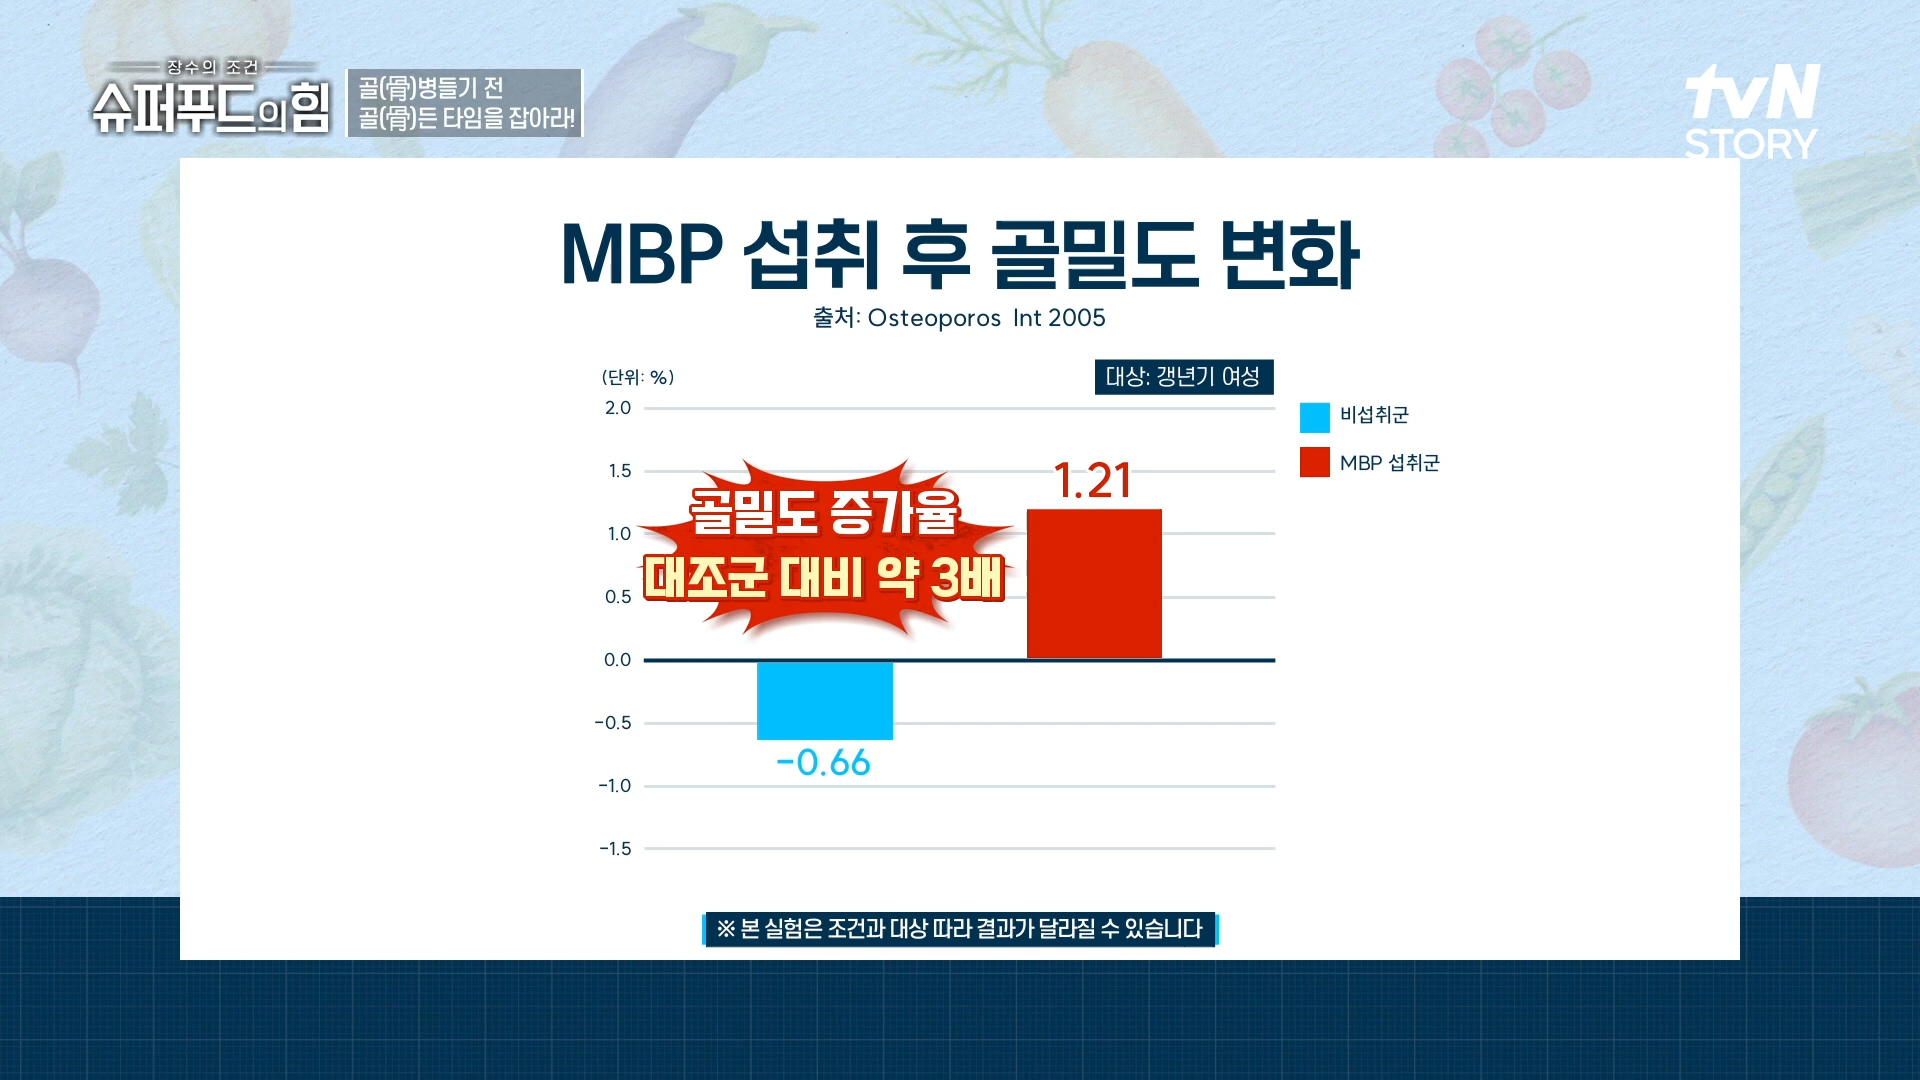 장수의 조건
슈퍼푸드의 힘
골(骨)병들기 전
골(骨)든 타임을 잡아라!
tvN
STORY
MBP 섭취 후 골밀도 변화
출처: Osteoporos Int 2005
(단위: %)
대상: 갱년기 여성
2.0
1.5
1.0
0.5
0.0
-0.5
-1.0
-1.5
비섭취군
MBP 섭취군
1.21
골밀도 증가율
대조군 대비 약 3배
-0.66
※ 본 실험은 조건과 대상 따라 결과가 달라질 수 있습니다